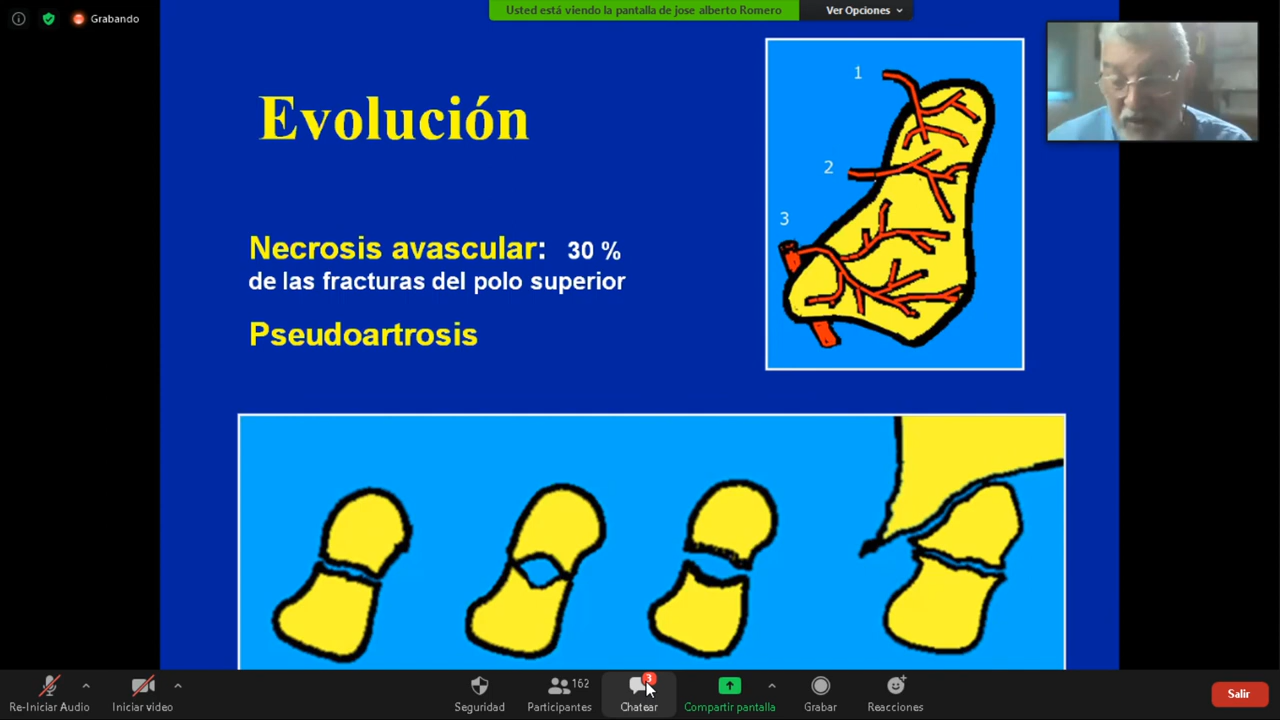 Grabando
Usted está viendo la pantalla de jose alberto Romero
Ver Opciones
Evolución
1
2
3
Necrosis avascular: 30 %
de las fracturas del polo superior
Pseudoartrosis
Re-Iniciar Audio
Iniciar video
Seguridad
162
Participantes
3
Chatear
Compartir pantalla
Grabar
Reacciones
Salir